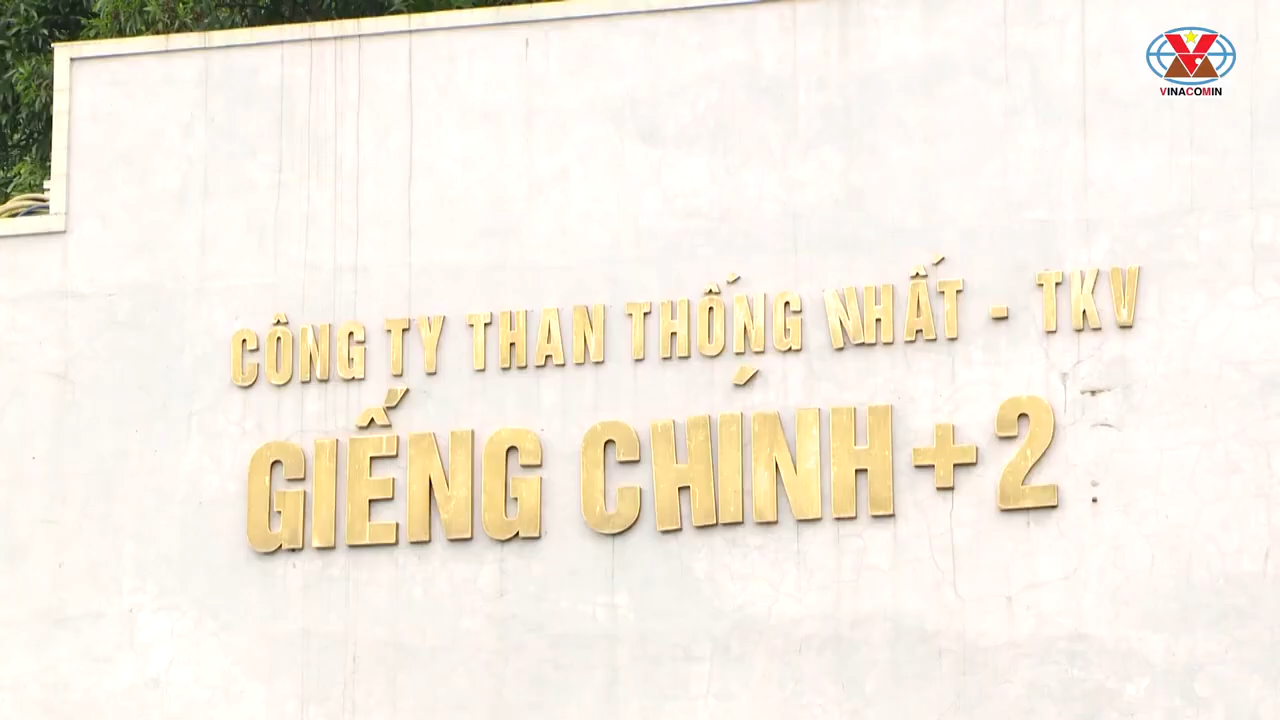 VINACOMIN
CÔNG TY THAN THỐNG NHẤT - TKV
GIẾNG CHÍNH +2